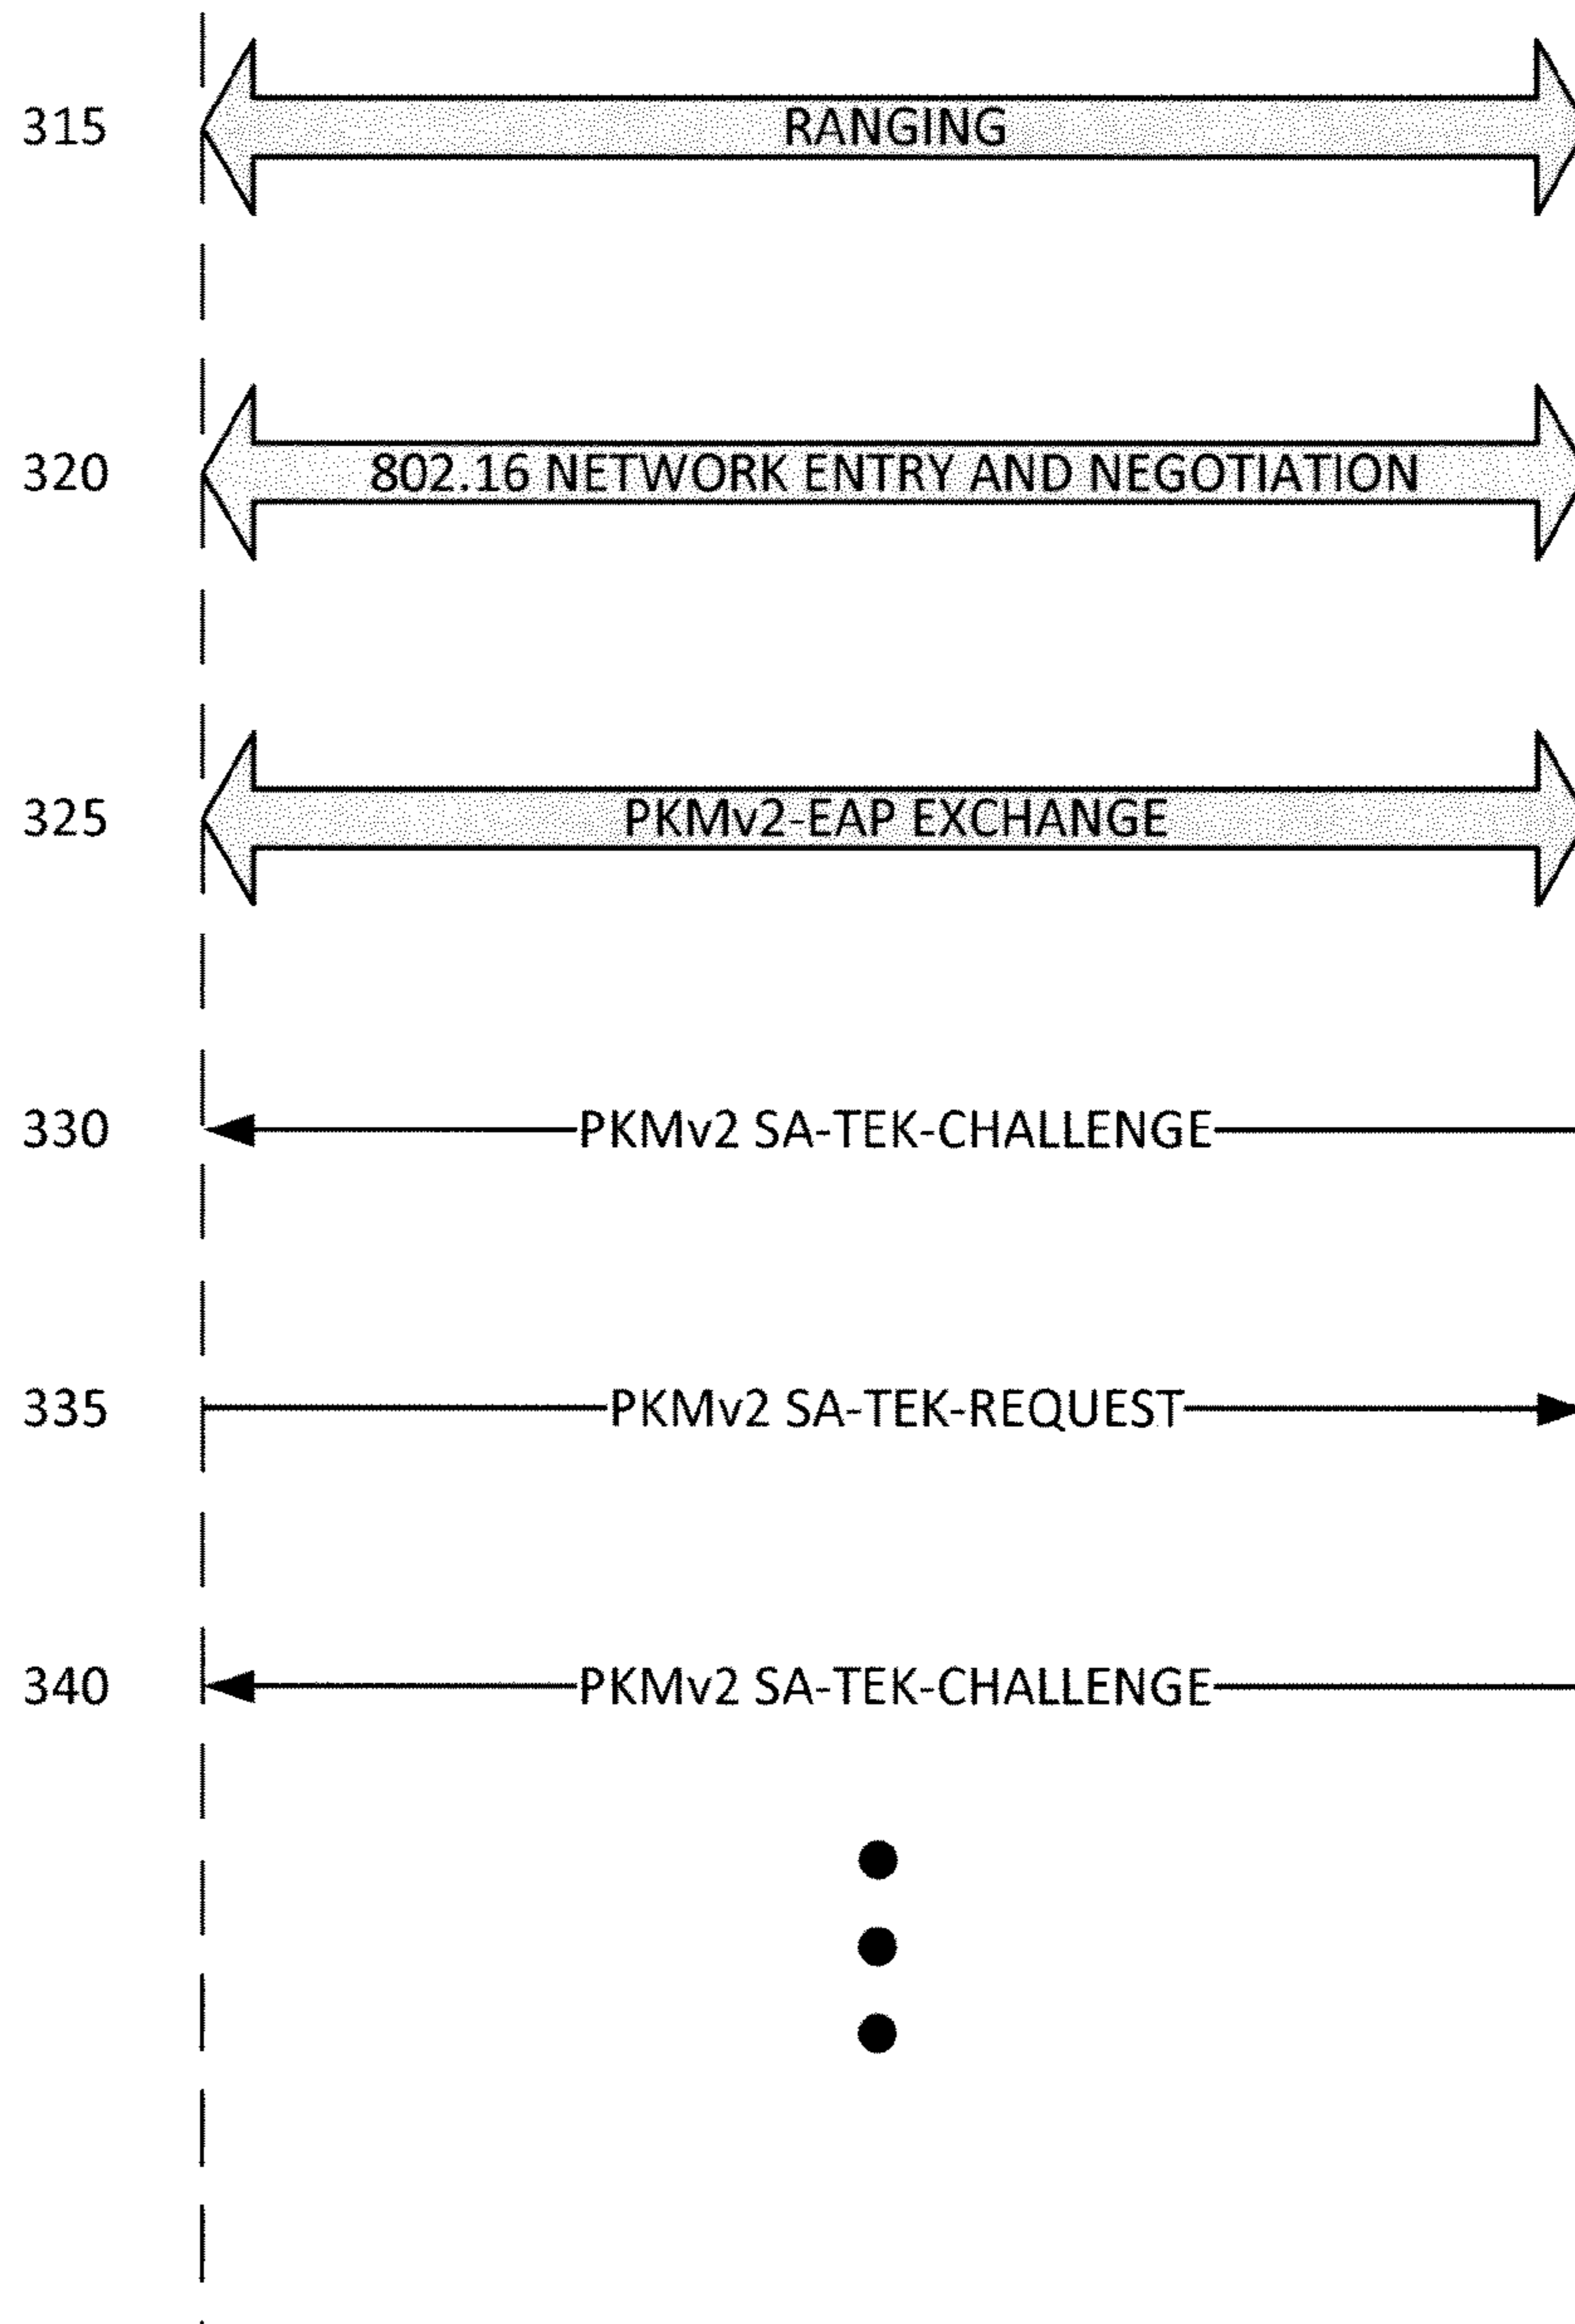 315 RANGING
320 802.16 NETWORK ENTRY AND NEGOTIATION
325 PKMv2-EAP EXCHANGE
330 PKMv2 SA-TEK-CHALLENGE
335 PKMv2 SA-TEK-REQUEST
340 PKMv2 SA-TEK-CHALLENGE